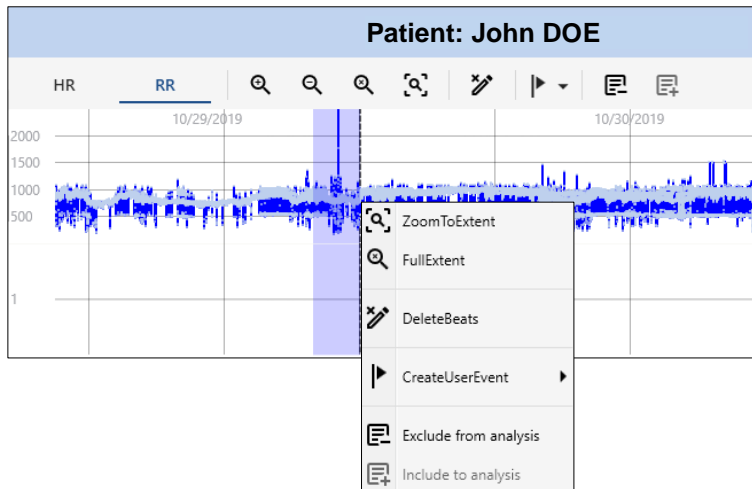 Patient: John DOE
HR RR
10/29/2019 10/30/2019
2000
1500
1000
500
1
ZoomToExtent
FullExtent
DeleteBeats
CreateUserEvent
Exclude from analysis
Include to analysis